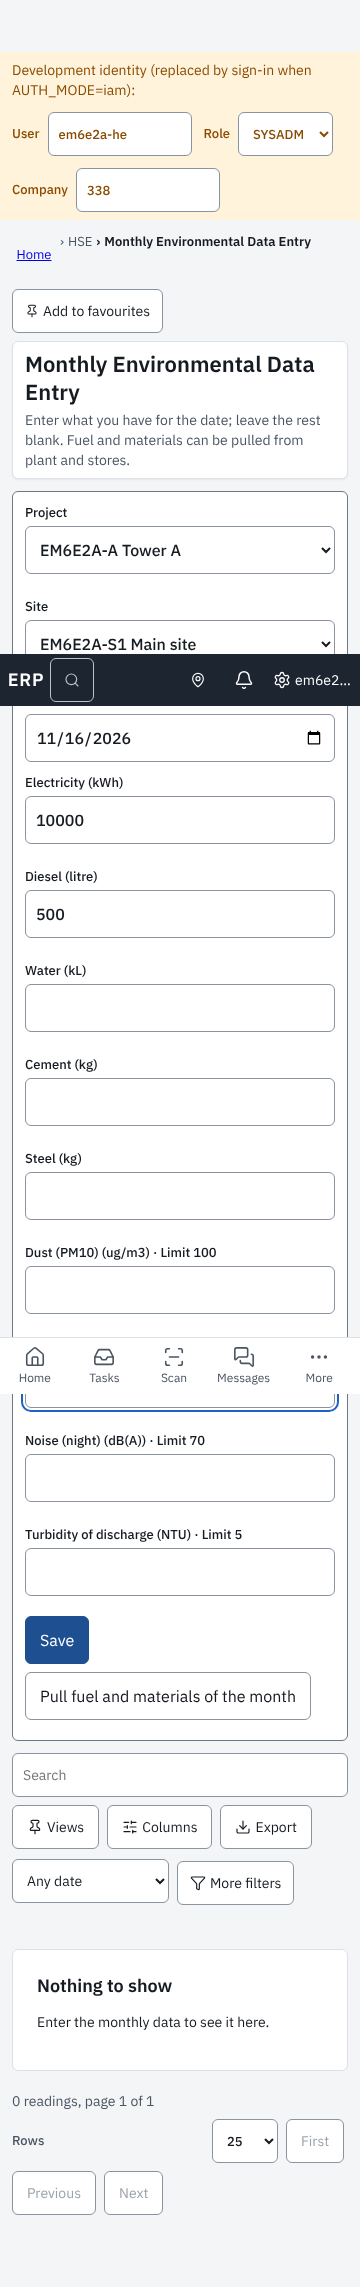 Development identity (replaced by sign-in when
AUTH_MODE=iam):
User em6e2a-he Role SYSADM
Company 338
Home › HSE › Monthly Environmental Data Entry
Add to favourites
Monthly Environmental Data
Entry
Enter what you have for the date; leave the rest
blank. Fuel and materials can be pulled from
plant and stores.
Project
EM6E2A-A Tower A
Site
EM6E2A-S1 Main site
ERP em6e2...
11/16/2026
Electricity (kWh)
10000
Diesel (litre)
500
Water (kL)
Cement (kg)
Steel (kg)
Dust (PM10) (ug/m3) · Limit 100
Home Tasks Scan Messages More
Noise (night) (dB(A)) · Limit 70
Turbidity of discharge (NTU) · Limit 5
Save
Pull fuel and materials of the month
Search
Views Columns Export
Any date More filters
Nothing to show
Enter the monthly data to see it here.
0 readings, page 1 of 1
Rows 25 First
Previous Next